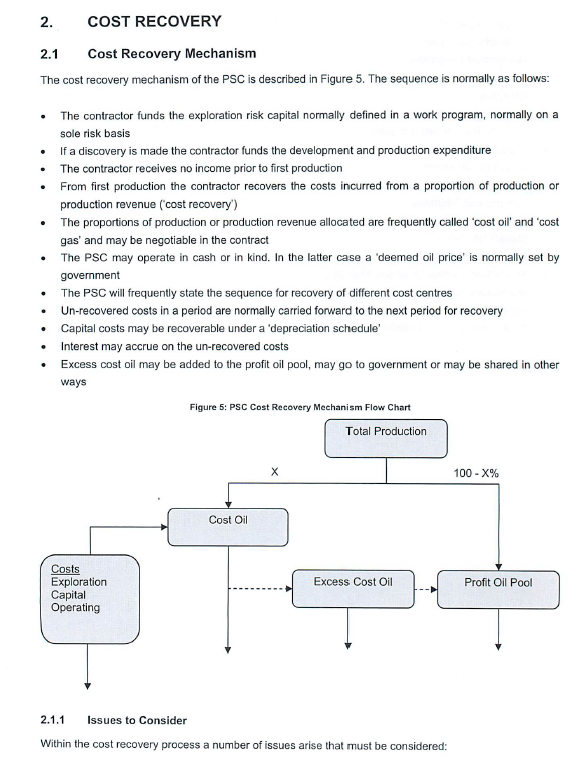 2. COST RECOVERY
2.1 Cost Recovery Mechanism
The cost recovery mechanism of the PSC is described in Figure 5. The sequence is normally as follows:
• The contractor funds the exploration risk capital normally defined in a work program, normally on a
sole risk basis
• If a discovery is made the contractor funds the development and production expenditure
• The contractor receives no income prior to first production
• From first production the contractor recovers the costs incurred from a proportion of production or
production revenue ('cost recovery')
• The proportions of production or production revenue allocated are frequently called 'cost oil' and 'cost
gas' and may be negotiable in the contract
• The PSC may operate in cash or in kind. In the latter case a 'deemed oil price' is normally set by
government
• The PSC will frequently state the sequence for recovery of different cost centres
• Un-recovered costs in a period are normally carried forward to the next period for recovery
• Capital costs may be recoverable under a 'depreciation schedule'
• Interest may accrue on the un-recovered costs
• Excess cost oil may be added to the profit oil pool, may go to government or may be shared in other
ways
Figure 5: PSC Cost Recovery Mechanism Flow Chart
Total Production
X
100 - X%
Cost Oil
Costs
Exploration
Capital
Operating
Excess Cost Oil
Profit Oil Pool
2.1.1 Issues to Consider
Within the cost recovery process a number of issues arise that must be considered: